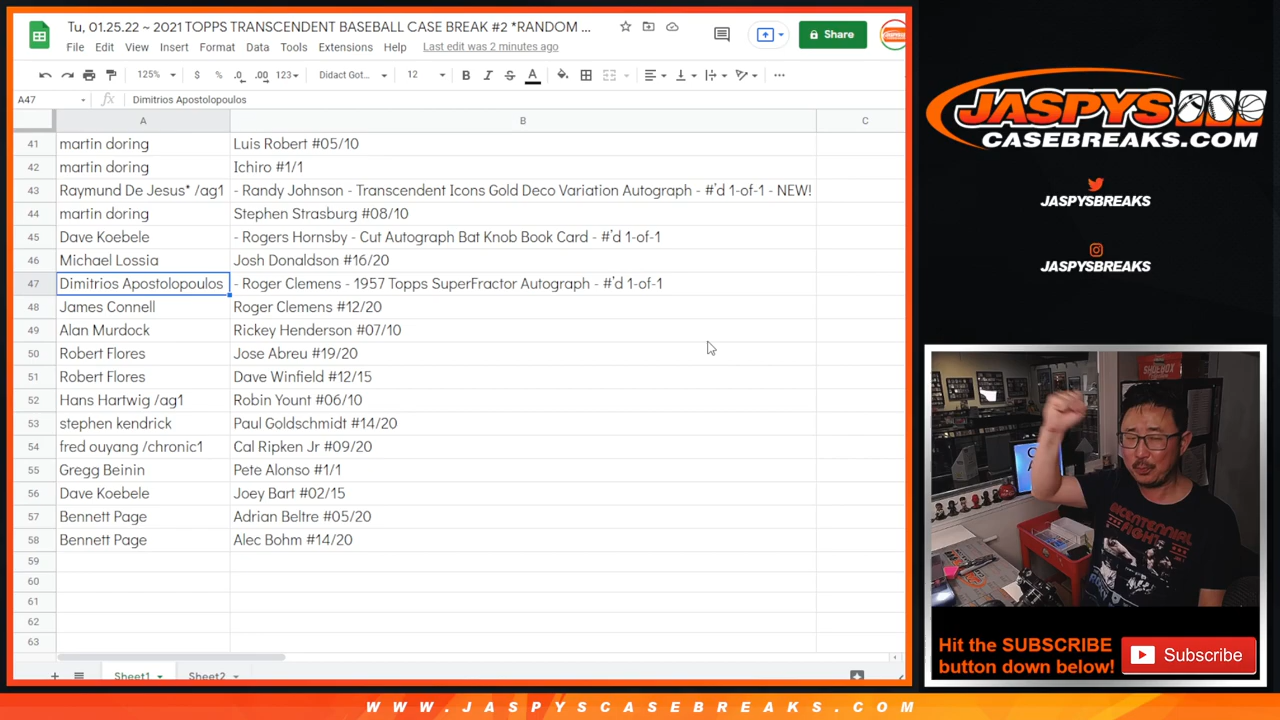 Tu, 01.25.22 ~ 2021 TOPPS TRANSCENDENT BASEBALL CASE BREAK #2 *RANDOM ...
File Edit View Insert Format Data Tools Extensions Help Last edit was 2 minutes ago
Share
125% $ % .0 .00 123 Didact Got... 12 B I S A
A47 fx Dimitrios Apostolopoulos
A B C
41 martin doring Luis Robert #05/10
42 martin doring Ichiro #1/1
43 Raymund De Jesus* /ag1 - Randy Johnson - Transcendent Icons Gold Deco Variation Autograph - #'d 1-of-1 - NEW!
44 martin doring Stephen Strasburg #08/10
45 Dave Koebele - Rogers Hornsby - Cut Autograph Bat Knob Book Card - #'d 1-of-1
46 Michael Lossia Josh Donaldson #16/20
47 Dimitrios Apostolopoulos - Roger Clemens - 1957 Topps SuperFractor Autograph - #'d 1-of-1
48 James Connell Roger Clemens #12/20
49 Alan Murdock Rickey Henderson #07/10
50 Robert Flores Jose Abreu #19/20
51 Robert Flores Dave Winfield #12/15
52 Hans Hartwig /ag1 Robin Yount #06/10
53 stephen kendrick Paul Goldschmidt #14/20
54 fred ouyang /chronic1 Cal Ripken Jr #09/20
55 Gregg Beinin Pete Alonso #1/1
56 Dave Koebele Joey Bart #02/15
57 Bennett Page Adrian Beltre #05/20
58 Bennett Page Alec Bohm #14/20
59
60
61
62
63
Sheet1 Sheet2
JASPYS
CASEBREAKS.COM
JASPYSBREAKS
JASPYSBREAKS
SHOEBOX
BICENTENNIAL
FIGHT
Hit the SUBSCRIBE
button down below!
Subscribe
WWW.JASPYSCASEBREAKS.COM